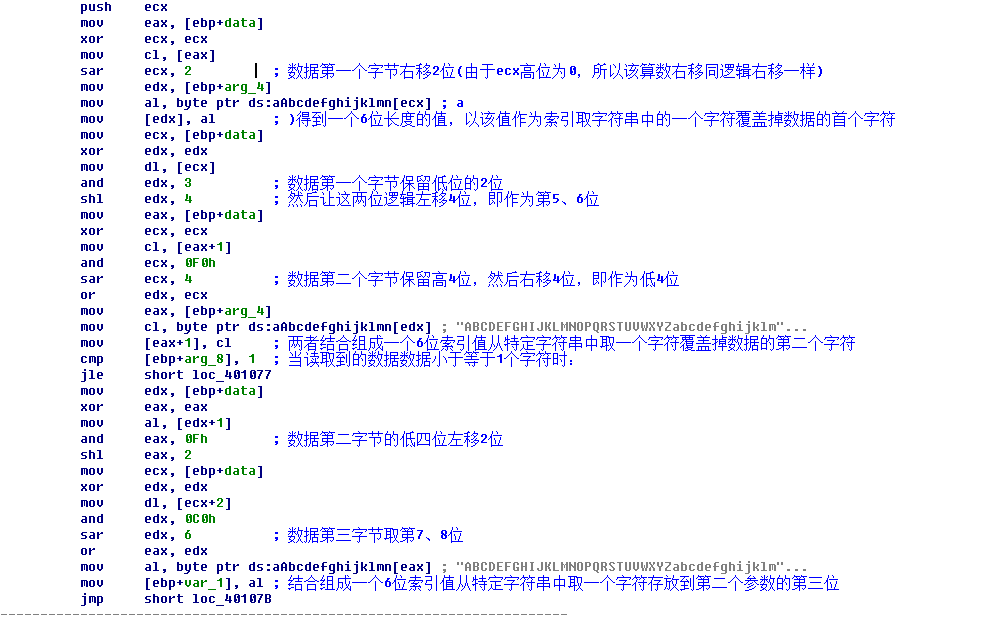 push ecx
mov eax, [ebp+data]
xor ecx, ecx
mov cl, [eax]
sar ecx, 2 ; 数据第一个字节右移2位(由于ecx高位为0，所以该算数右移同逻辑右移一样)
mov edx, [ebp+arg_4]
mov al, byte ptr ds:aAbcdefghijklmn[ecx] ; a
mov [edx], al ; )得到一个6位长度的值，以该值作为索引取字符串中的一个字符覆盖掉数据的首个字符
mov ecx, [ebp+data]
xor edx, edx
mov dl, [ecx]
and edx, 3 ; 数据第一个字节保留低位的2位
shl edx, 4 ; 然后让这两位逻辑左移4位，即作为第5、6位
mov eax, [ebp+data]
xor ecx, ecx
mov cl, [eax+1]
and ecx, 0F0h
sar ecx, 4 ; 数据第二个字节保留高4位，然后右移4位，即作为低4位
or edx, ecx
mov eax, [ebp+arg_4]
mov cl, byte ptr ds:aAbcdefghijklmn[edx] ; "ABCDEFGHIJKLMNOPQRSTUVWXYZabcdefghijklm"...
mov [eax+1], cl ; 两者结合组成一个6位索引值从特定字符串中取一个字符覆盖掉数据的第二个字符
cmp [ebp+arg_8], 1 ; 当读取到的数据数据小于等于1个字符时：
jle short loc_401077
mov edx, [ebp+data]
xor eax, eax
mov al, [edx+1]
and eax, 0Fh ; 数据第二字节的低四位左移2位
shl eax, 2
mov ecx, [ebp+data]
xor edx, edx
mov dl, [ecx+2]
and edx, 0C0h
sar edx, 6 ; 数据第三字节取第7、8位
or eax, edx
mov al, byte ptr ds:aAbcdefghijklmn[eax] ; "ABCDEFGHIJKLMNOPQRSTUVWXYZabcdefghijklm"...
mov [ebp+var_1], al ; 结合组成一个6位索引值从特定字符串中取一个字符存放到第二个参数的第三位
jmp short loc_40107B